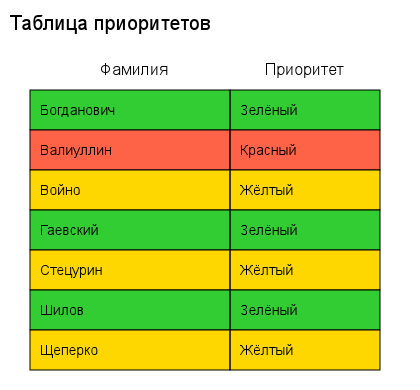 Таблица приоритетов
Фамилия Приоритет
Богданович Зелёный
Валиуллин Красный
Войно Жёлтый
Гаевский Зелёный
Стецурин Жёлтый
Шилов Зелёный
Щеперко Жёлтый